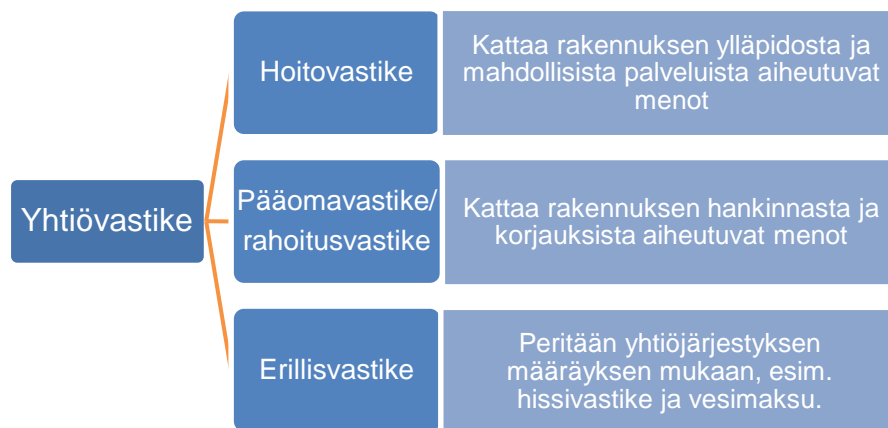 Yhtiövastike
Hoitovastike
Kattaa rakennuksen ylläpidosta ja
mahdollisista palveluista aiheutuvat
menot
Pääomavastike/
rahoitusvastike
Kattaa rakennuksen hankinnasta ja
korjauksista aiheutuvat menot
Erillisvastike
Peritään yhtiöjärjestyksen
määräyksen mukaan, esim.
hissivastike ja vesimaksu.